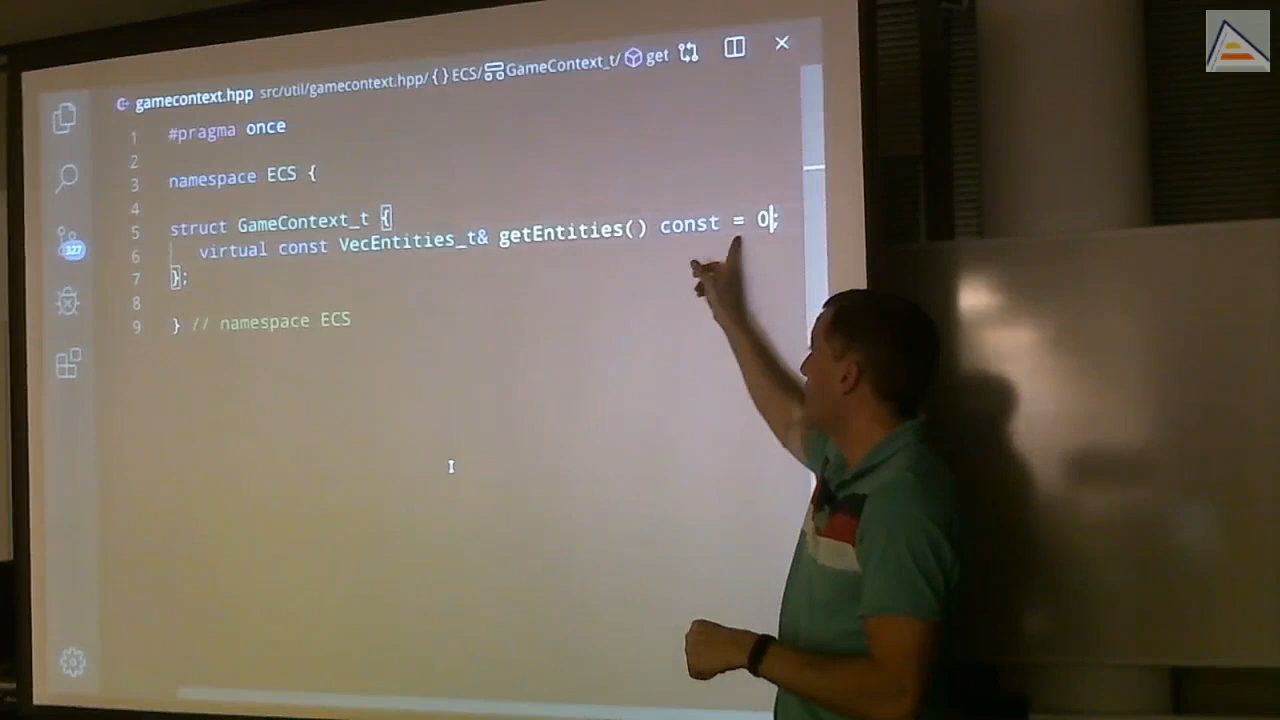 gamecontext.hpp src/util/gamecontext.hpp/ { } ECS/ GameContext_t/ get
1 #pragma once
2
3 namespace ECS {
4
5 struct GameContext_t {
6 virtual const VecEntities_t& getEntities() const = 0;
7 };
8
9 } // namespace ECS
327